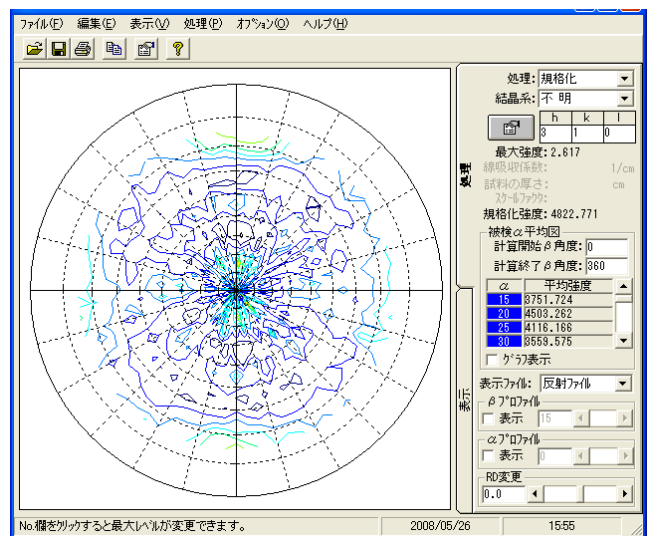 ファイル(F) 編集(E) 表示(V) 処理(P) オプション(O) ヘルプ(H)
処理: 規格化
結晶系: 不 明
h k l
3 1 0
最大強度: 2.617
線吸収係数: 1/cm
試料の厚さ: cm
スケールファクタ:
規格化強度: 4822.771
被検α平均図
計算開始β角度: 0
計算終了β角度: 360
α 平均強度
15 3751.724
20 4503.262
25 4116.166
30 3559.575
グラフ表示
表示ファイル: 反射ファイル
βプロファイル
表示 15
αプロファイル
表示 0
RD変更
0.0
処理
表示
No.欄をクリックすると最大レベルが変更できます。 2008/05/26 15:55